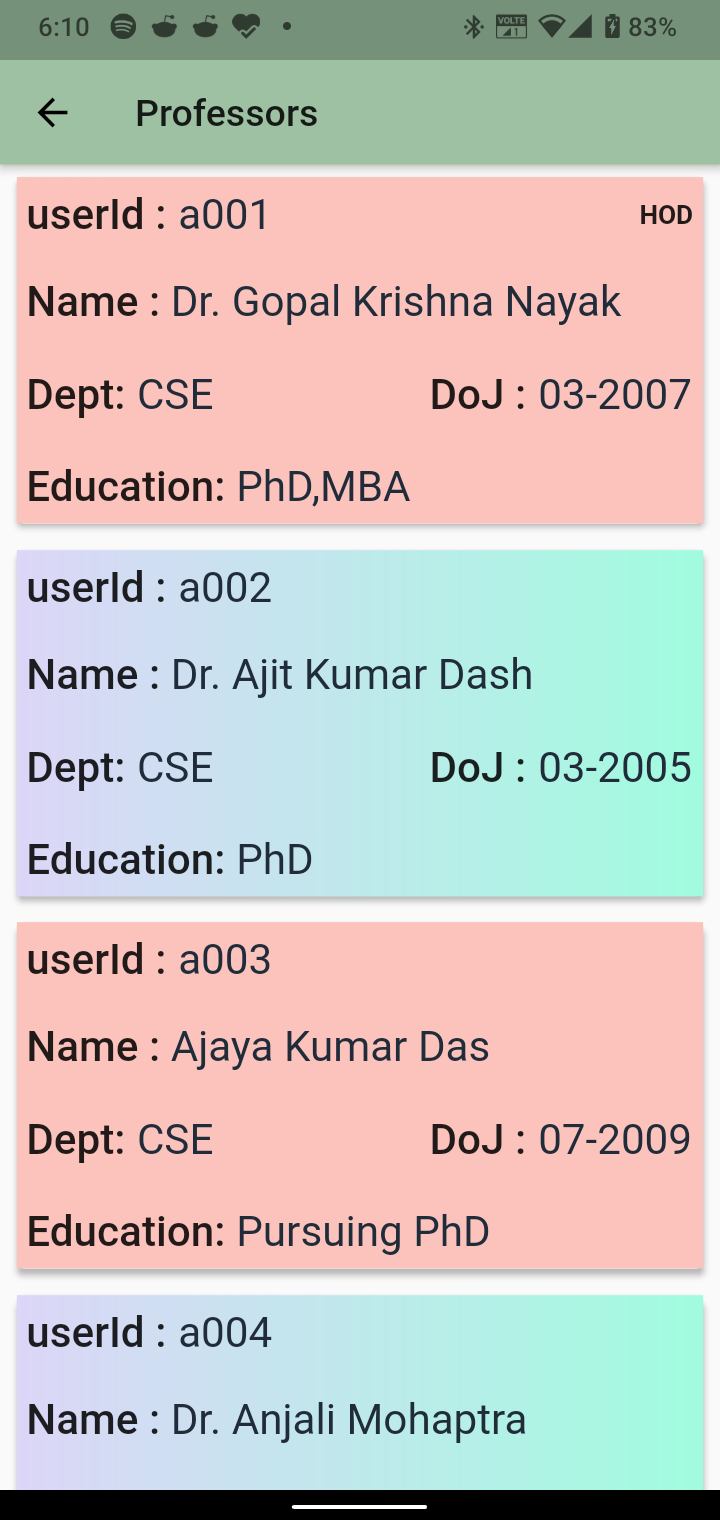 6:10 VOLTE 1 83%
Professors
userId : a001 HOD
Name : Dr. Gopal Krishna Nayak
Dept: CSE DoJ : 03-2007
Education: PhD,MBA
userId : a002
Name : Dr. Ajit Kumar Dash
Dept: CSE DoJ : 03-2005
Education: PhD
userId : a003
Name : Ajaya Kumar Das
Dept: CSE DoJ : 07-2009
Education: Pursuing PhD
userId : a004
Name : Dr. Anjali Mohaptra